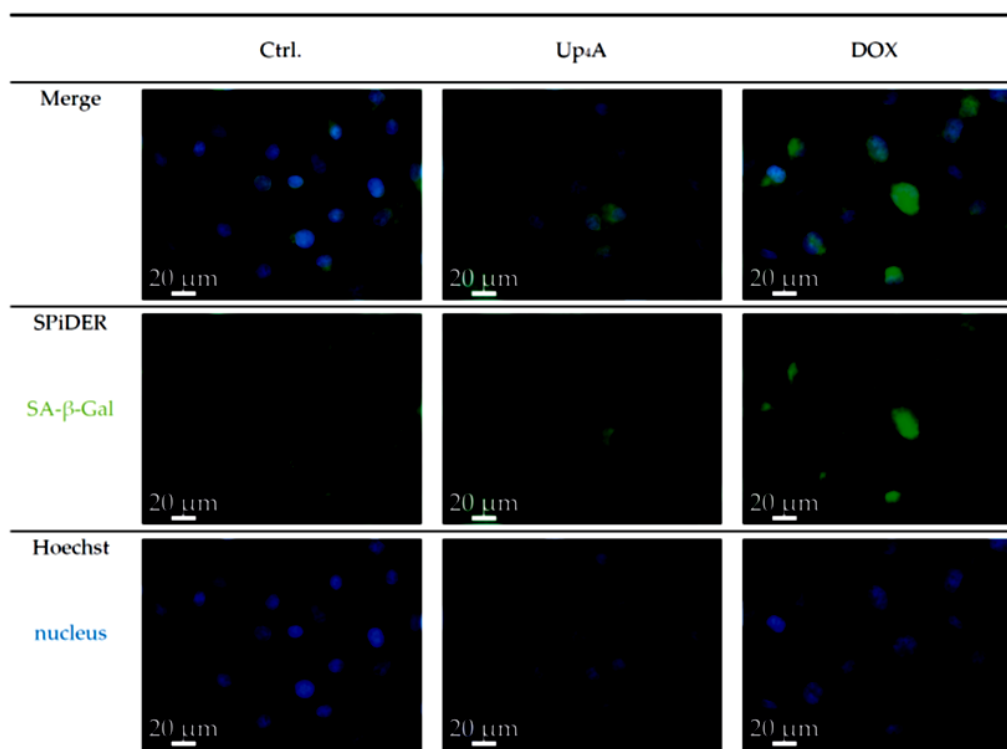 Ctrl. Up₄A DOX
Merge
20 µm 20 µm 20 µm
SPiDER
SA-β-Gal
20 µm 20 µm 20 µm
Hoechst
nucleus
20 µm 20 µm 20 µm